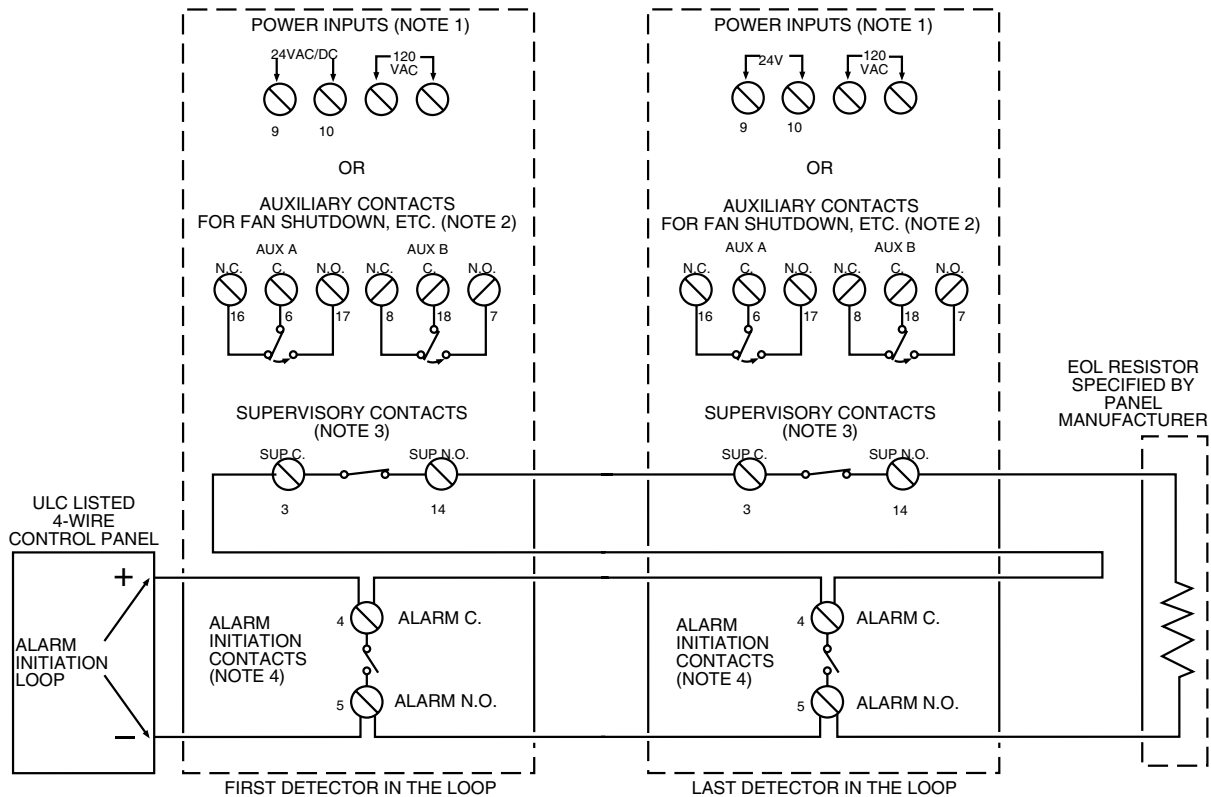 POWER INPUTS (NOTE 1)
24VAC/DC
120
VAC
9
10
OR
AUXILIARY CONTACTS
FOR FAN SHUTDOWN, ETC. (NOTE 2)
AUX A
AUX B
N.C.
C.
N.O.
N.C.
C.
N.O.
16
6
17
8
18
7
SUPERVISORY CONTACTS
(NOTE 3)
SUP C.
SUP N.O.
3
14
POWER INPUTS (NOTE 1)
24V
120
VAC
9
10
OR
AUXILIARY CONTACTS
FOR FAN SHUTDOWN, ETC. (NOTE 2)
AUX A
AUX B
N.C.
C.
N.O.
N.C.
C.
N.O.
16
6
17
8
18
7
SUPERVISORY CONTACTS
(NOTE 3)
SUP C.
SUP N.O.
3
14
EOL RESISTOR
SPECIFIED BY
PANEL
MANUFACTURER
ULC LISTED
4-WIRE
CONTROL PANEL
+
–
ALARM
INITIATION
LOOP
ALARM
INITIATION
CONTACTS
(NOTE 4)
4
ALARM C.
5
ALARM N.O.
ALARM
INITIATION
CONTACTS
(NOTE 4)
4
ALARM C.
5
ALARM N.O.
FIRST DETECTOR IN THE LOOP
LAST DETECTOR IN THE LOOP